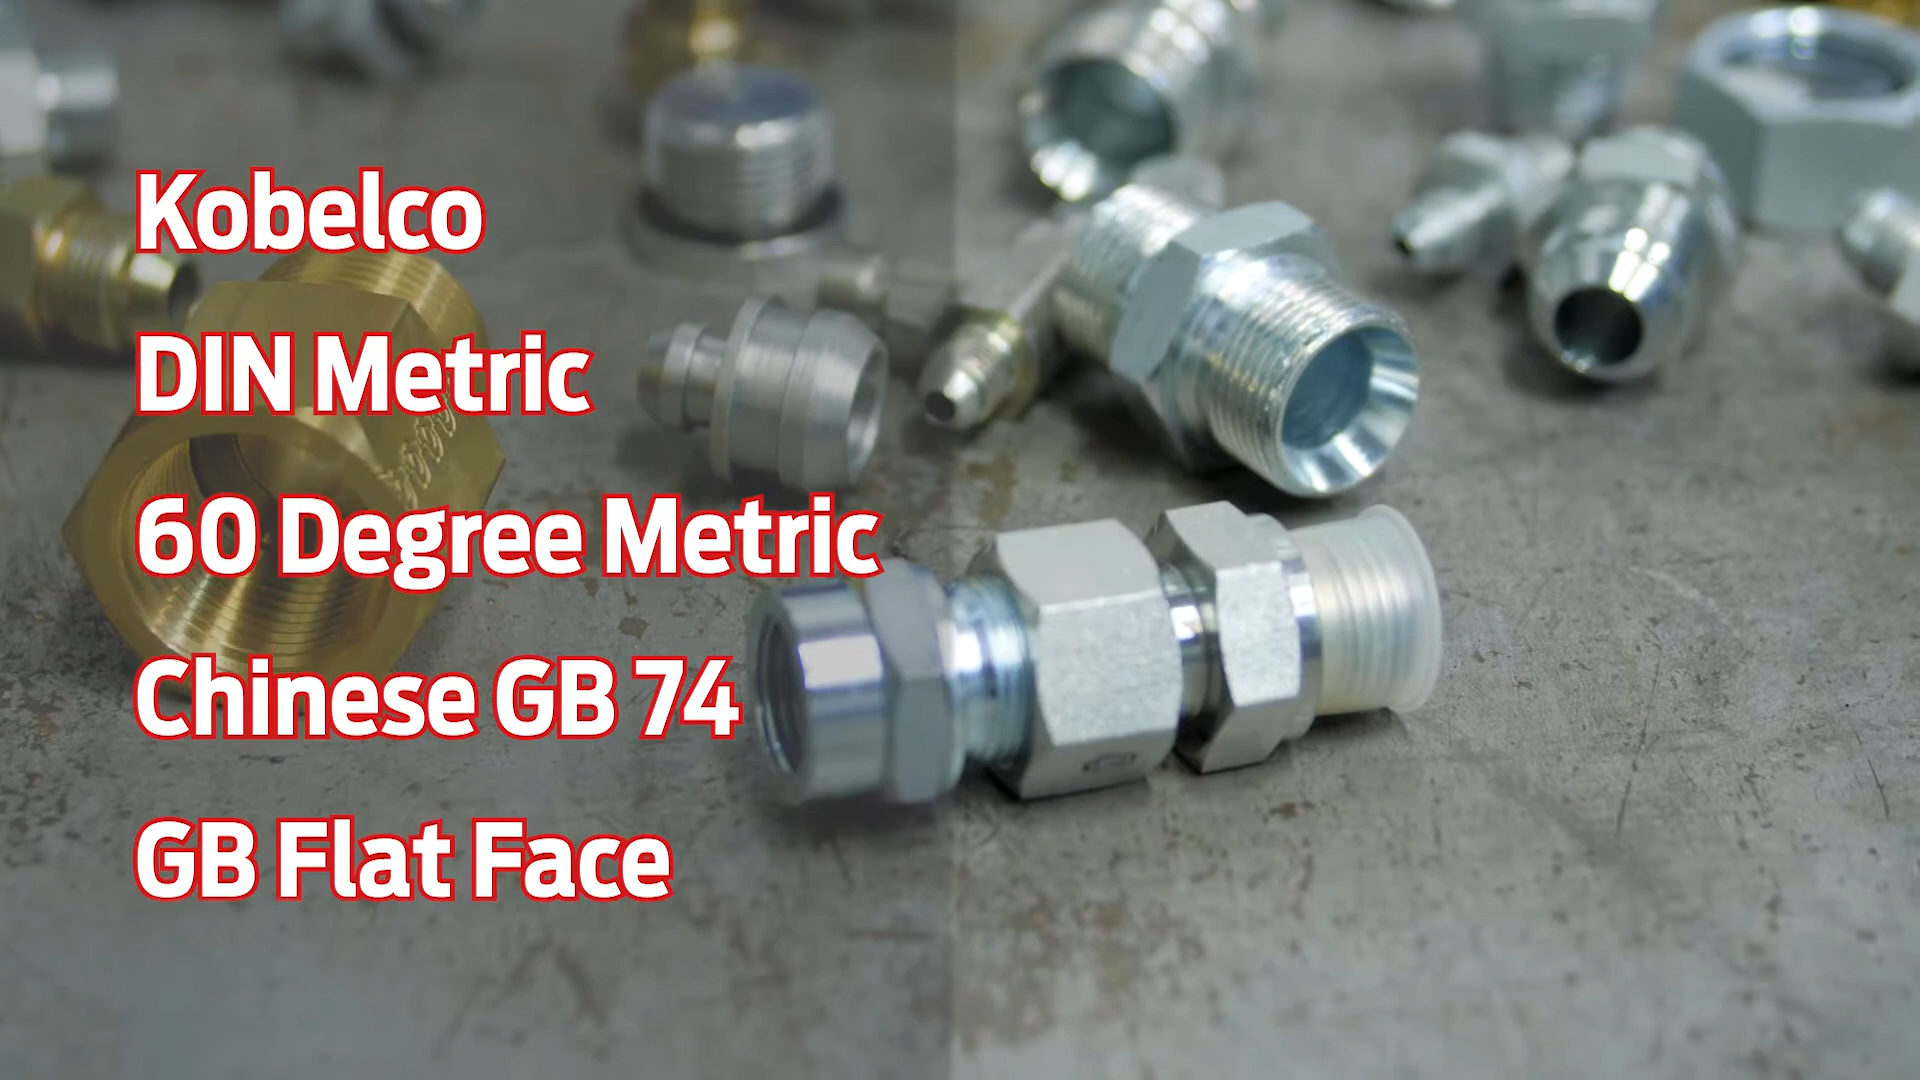 Kobelco
DIN Metric
60 Degree Metric
Chinese GB 74
GB Flat Face